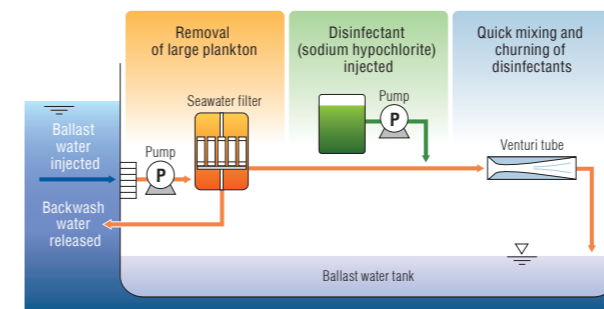 Removal
of large plankton
Disinfectant
(sodium hypochlorite)
injected
Quick mixing and
churning of
disinfectants
Seawater filter
Pump
P
Venturi tube
Ballast
water
injected
Pump
P
Backwash
water
released
Ballast water tank